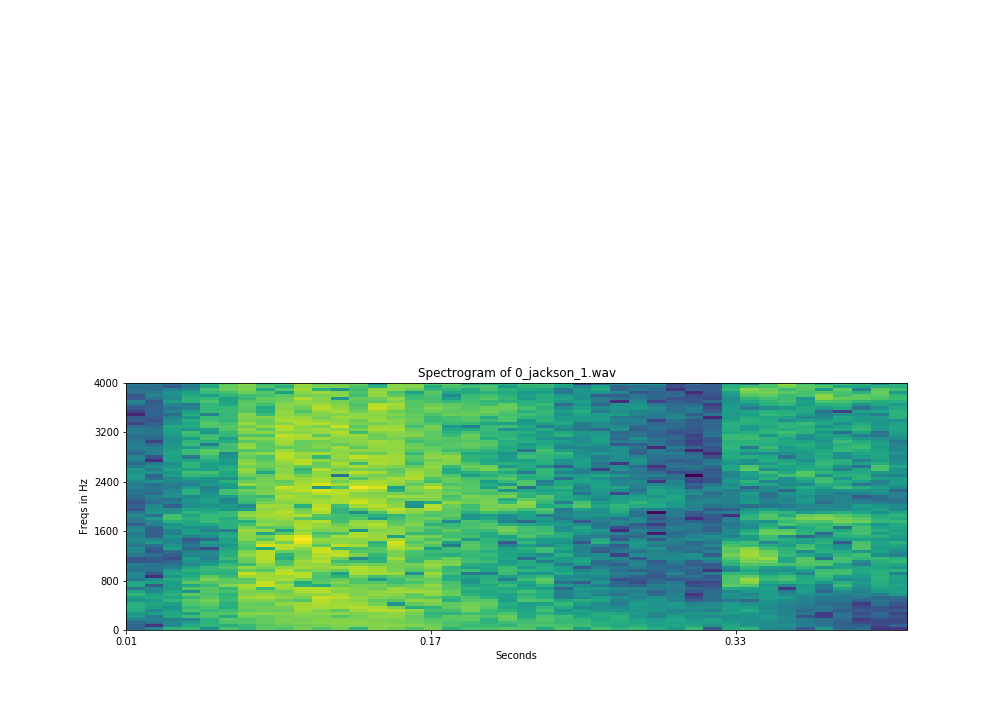 Spectrogram of 0_jackson_1.wav
4000
3200
2400
1600
800
0
Freqs in Hz
0.01 0.17 0.33
Seconds